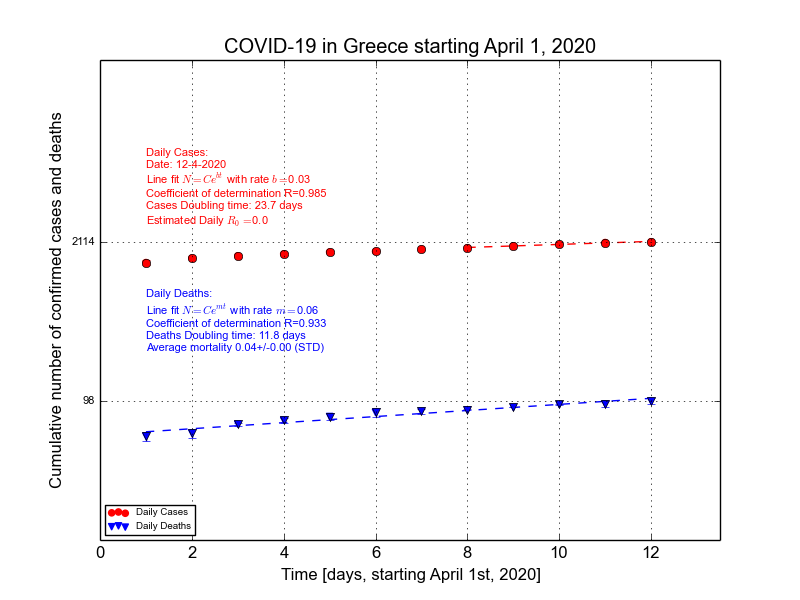 COVID-19 in Greece starting April 1, 2020
Cumulative number of confirmed cases and deaths
Daily Cases:
Date: 12-4-2020
Line fit N=Ce^{bt} with rate b=0.03
Coefficient of determination R=0.985
Cases Doubling time: 23.7 days
Estimated Daily R_0=0.0
2114
Daily Deaths:
Line fit N=Ce^{mt} with rate m=0.06
Coefficient of determination R=0.933
Deaths Doubling time: 11.8 days
Average mortality 0.04+/-0.00 (STD)
98
Daily Cases
Daily Deaths
0 2 4 6 8 10 12
Time [days, starting April 1st, 2020]